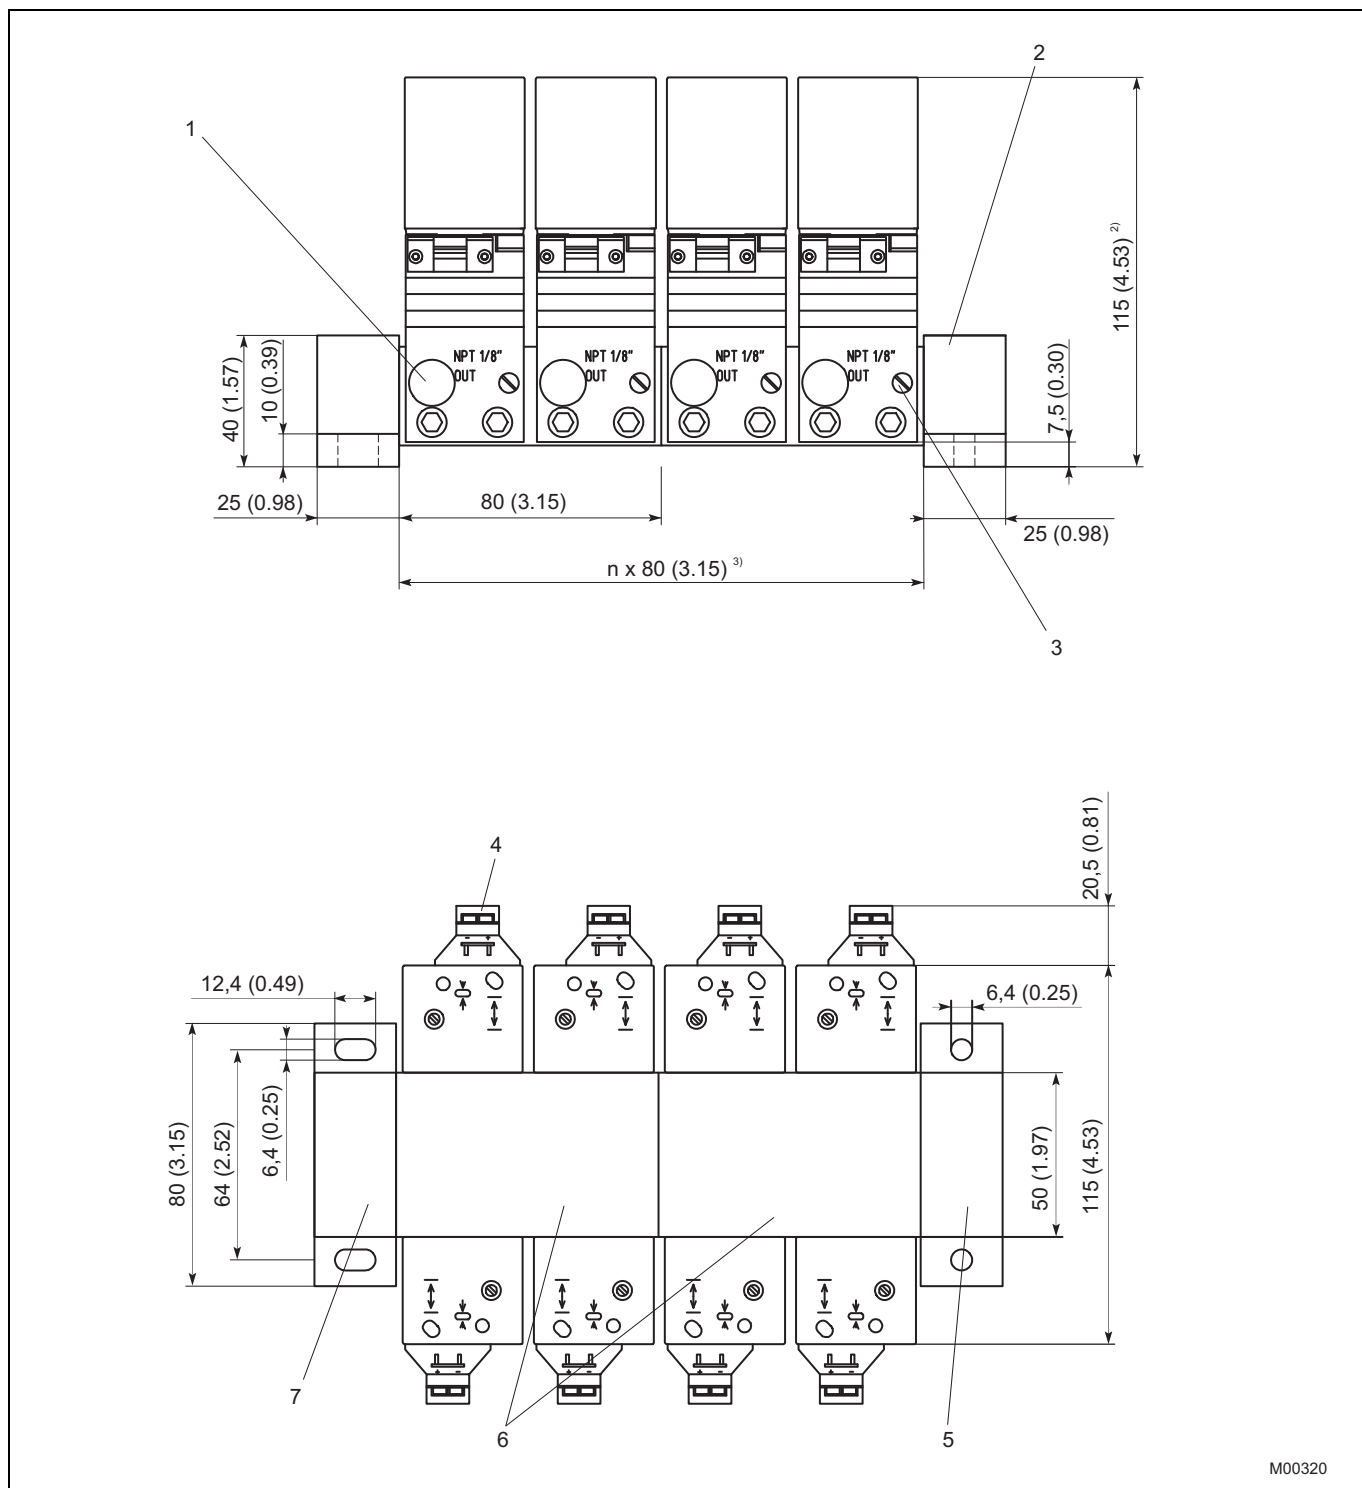 2
1
115 (4.53) 2)
NPT 1/8"
OUT
NPT 1/8"
OUT
NPT 1/8"
OUT
NPT 1/8"
OUT
40 (1.57)
10 (0.39)
7,5 (0.30)
25 (0.98)
80 (3.15)
25 (0.98)
n x 80 (3.15) 3)
3
4
20,5 (0.81)
- +
- +
- +
- +
12,4 (0.49)
6,4 (0.25)
80 (3.15)
64 (2.52)
6,4 (0.25)
50 (1.97)
115 (4.53)
+ -
+ -
+ -
+ -
7
6
5
M00320